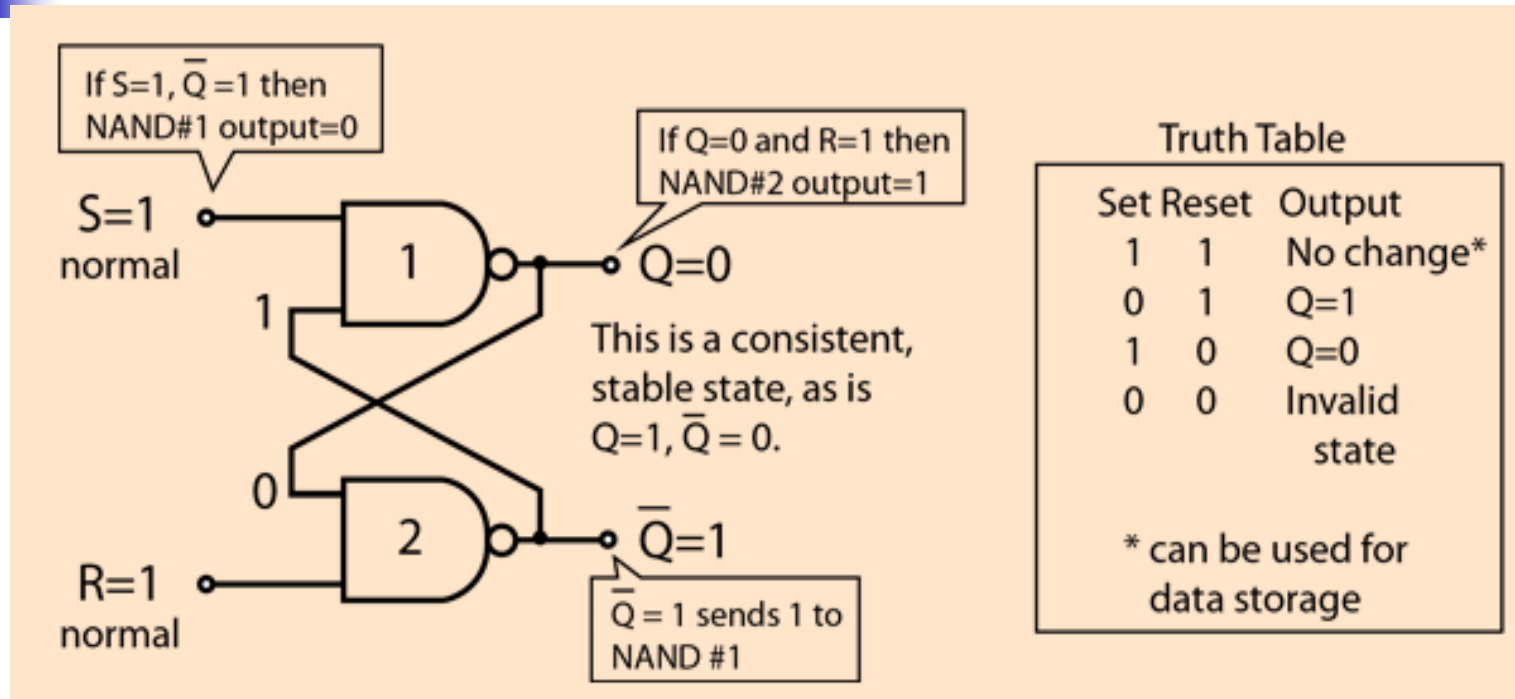 If S=1, Q̅ =1 then
NAND#1 output=0
S=1
normal
1
1
If Q=0 and R=1 then
NAND#2 output=1
Q=0
This is a consistent,
stable state, as is
Q=1, Q̅ = 0.
0
2
Q̅=1
R=1
normal
Q̅ = 1 sends 1 to
NAND #1
Truth Table
Set Reset Output
1 1 No change*
0 1 Q=1
1 0 Q=0
0 0 Invalid
state
* can be used for
data storage